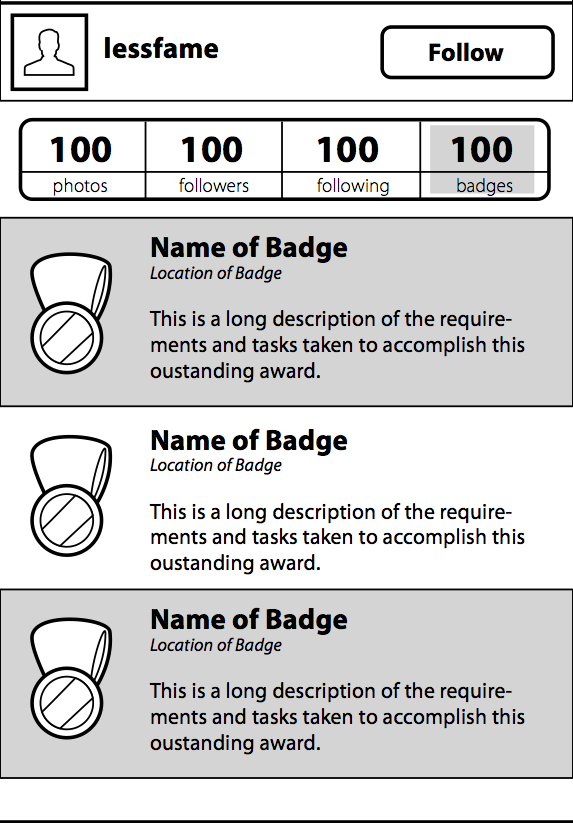 lessfame
Follow
100 100 100 100
photos followers following badges
Name of Badge
Location of Badge
This is a long description of the require-
ments and tasks taken to accomplish this
oustanding award.
Name of Badge
Location of Badge
This is a long description of the require-
ments and tasks taken to accomplish this
oustanding award.
Name of Badge
Location of Badge
This is a long description of the require-
ments and tasks taken to accomplish this
oustanding award.